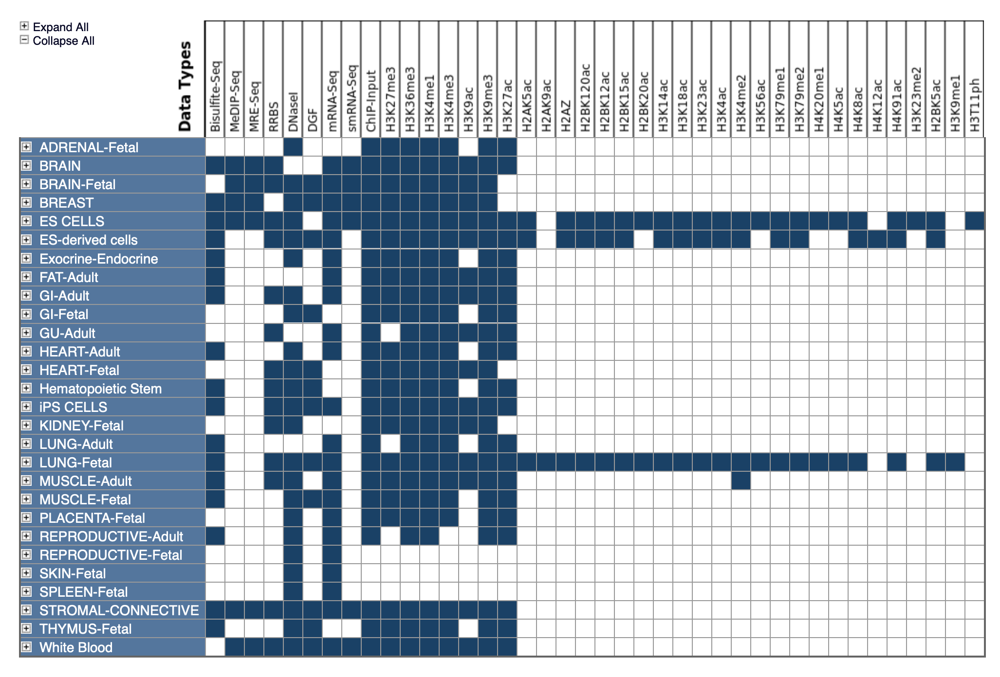 Expand All
Collapse All
Data Types
Bisulfite-Seq
MeDIP-Seq
MRE-Seq
RRBS
DNaseI
DGF
mRNA-Seq
smRNA-Seq
ChIP-Input
H3K27me3
H3K36me3
H3K4me1
H3K4me3
H3K9ac
H3K9me3
H3K27ac
H2AK5ac
H2AK9ac
H2AZ
H2BK120ac
H2BK12ac
H2BK15ac
H2BK20ac
H3K14ac
H3K18ac
H3K23ac
H3K4ac
H3K4me2
H3K56ac
H3K79me1
H3K79me2
H4K20me1
H4K5ac
H4K8ac
H4K12ac
H4K91ac
H3K23me2
H2BK5ac
H3K9me1
H3T11ph
ADRENAL-Fetal
BRAIN
BRAIN-Fetal
BREAST
ES CELLS
ES-derived cells
Exocrine-Endocrine
FAT-Adult
GI-Adult
GI-Fetal
GU-Adult
HEART-Adult
HEART-Fetal
Hematopoietic Stem
iPS CELLS
KIDNEY-Fetal
LUNG-Adult
LUNG-Fetal
MUSCLE-Adult
MUSCLE-Fetal
PLACENTA-Fetal
REPRODUCTIVE-Adult
REPRODUCTIVE-Fetal
SKIN-Fetal
SPLEEN-Fetal
STROMAL-CONNECTIVE
THYMUS-Fetal
White Blood